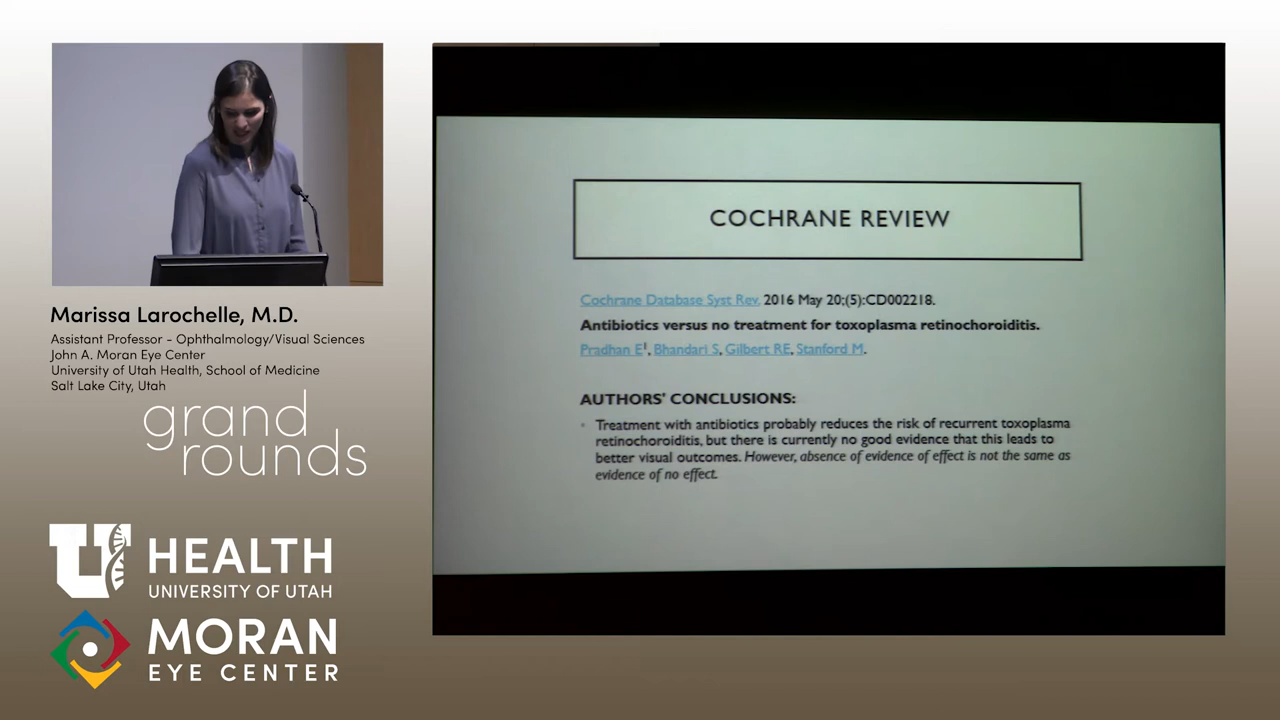 Marissa Larochelle, M.D.
Assistant Professor - Ophthalmology/Visual Sciences
John A. Moran Eye Center
University of Utah Health, School of Medicine
Salt Lake City, Utah
grand
rounds
U HEALTH
UNIVERSITY OF UTAH
MORAN
EYE CENTER
COCHRANE REVIEW
Cochrane Database Syst Rev. 2016 May 20;(5):CD002218.
Antibiotics versus no treatment for toxoplasma retinochoroiditis.
Pradhan E1, Bhandari S, Gilbert RE, Stanford M.
AUTHORS' CONCLUSIONS:
• Treatment with antibiotics probably reduces the risk of recurrent toxoplasma
retinochoroiditis, but there is currently no good evidence that this leads to
better visual outcomes. However, absence of evidence of effect is not the same as
evidence of no effect.